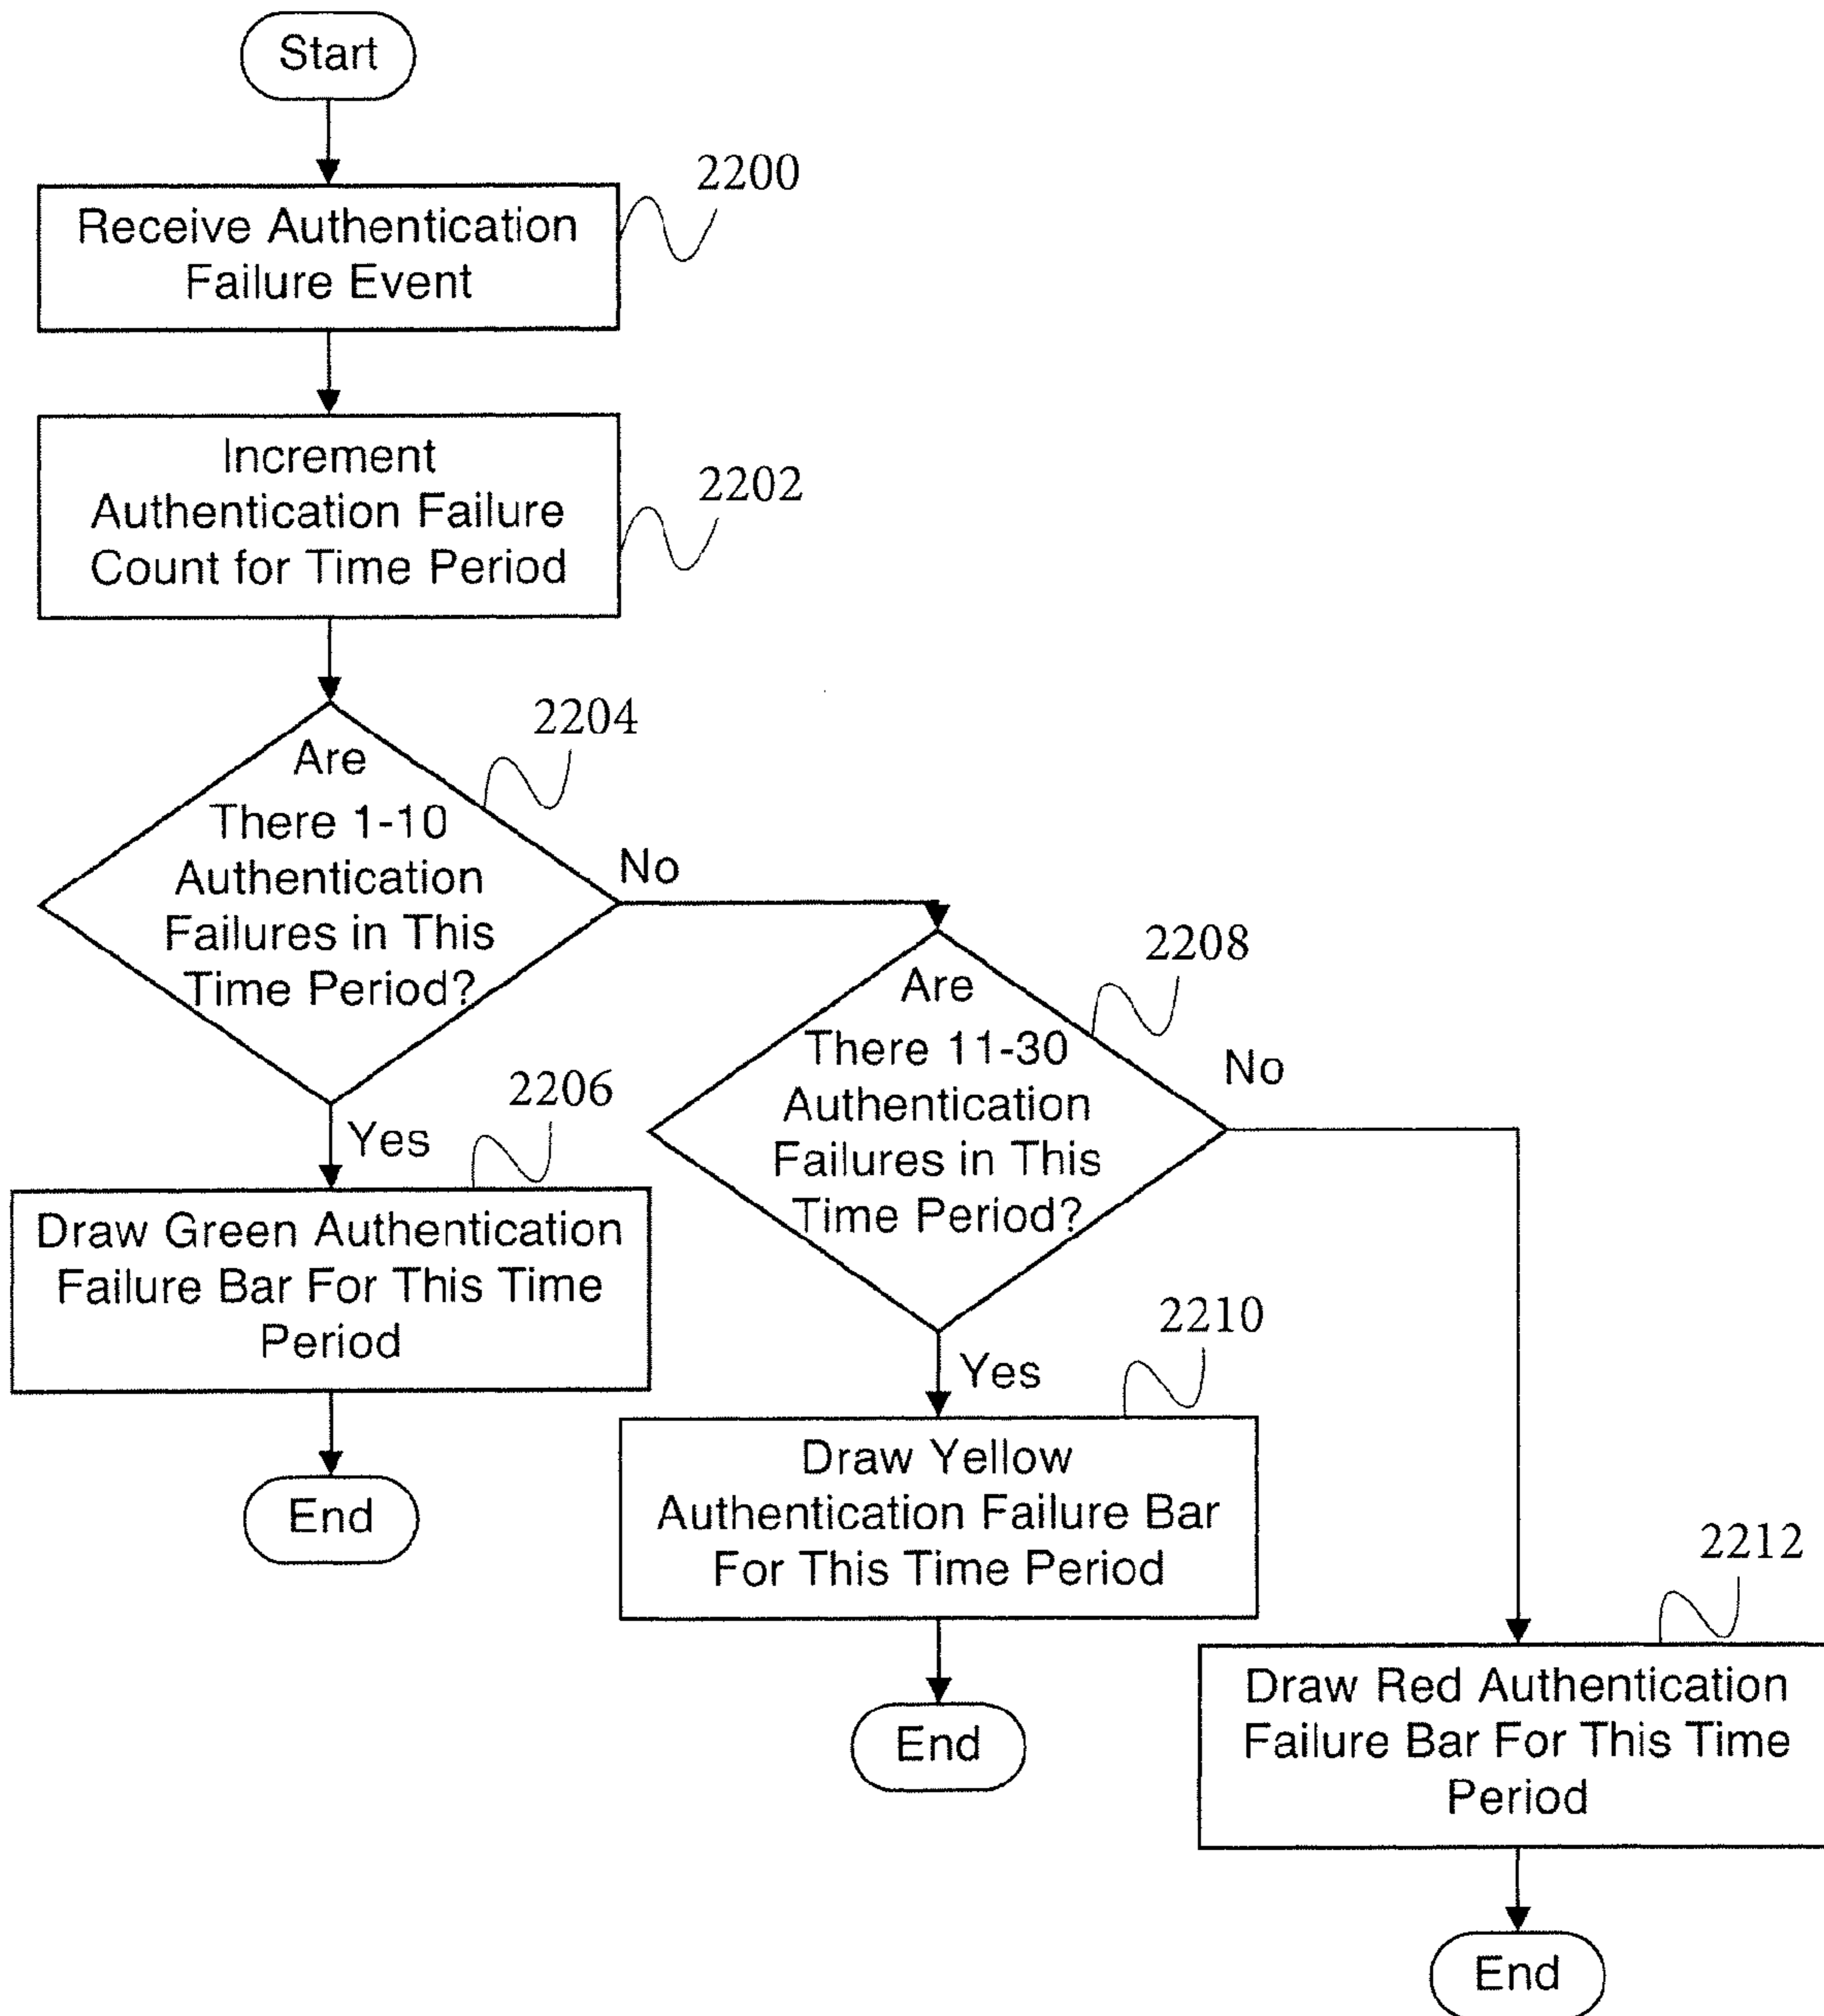 Start
2200
Receive Authentication
Failure Event
2202
Increment
Authentication Failure
Count for Time Period
2204
Are
There 1-10
Authentication
Failures in This
Time Period?
No
2208
Are
There 11-30
Authentication
Failures in This
Time Period?
No
2206
Yes
Draw Green Authentication
Failure Bar For This Time
Period
End
2210
Yes
Draw Yellow
Authentication Failure Bar
For This Time Period
End
2212
Draw Red Authentication
Failure Bar For This Time
Period
End